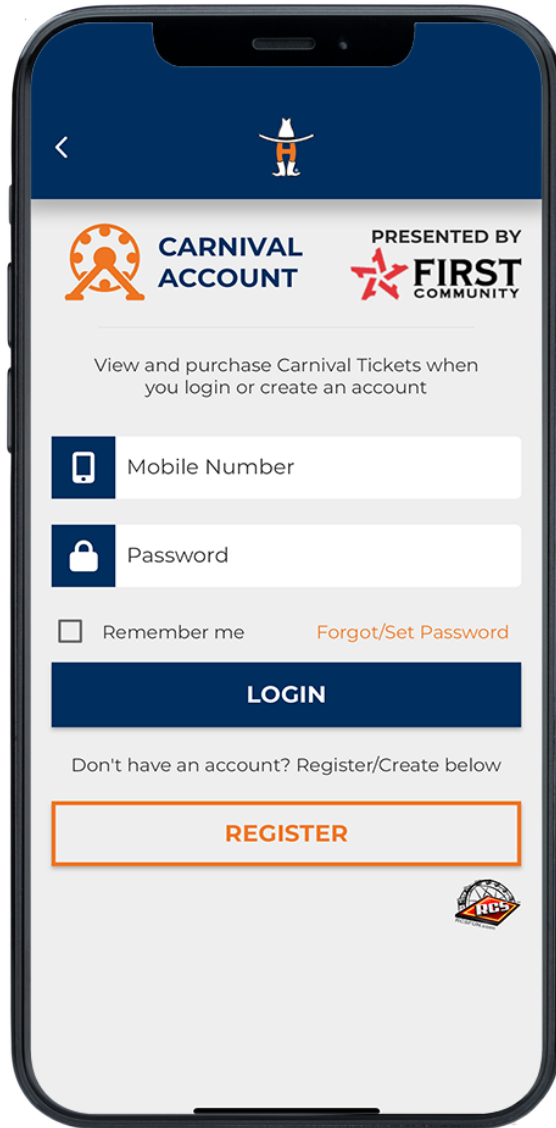 CARNIVAL
ACCOUNT
PRESENTED BY
FIRST
COMMUNITY
View and purchase Carnival Tickets when
you login or create an account
Mobile Number
Password
Remember me
Forgot/Set Password
LOGIN
Don't have an account? Register/Create below
REGISTER
RCS